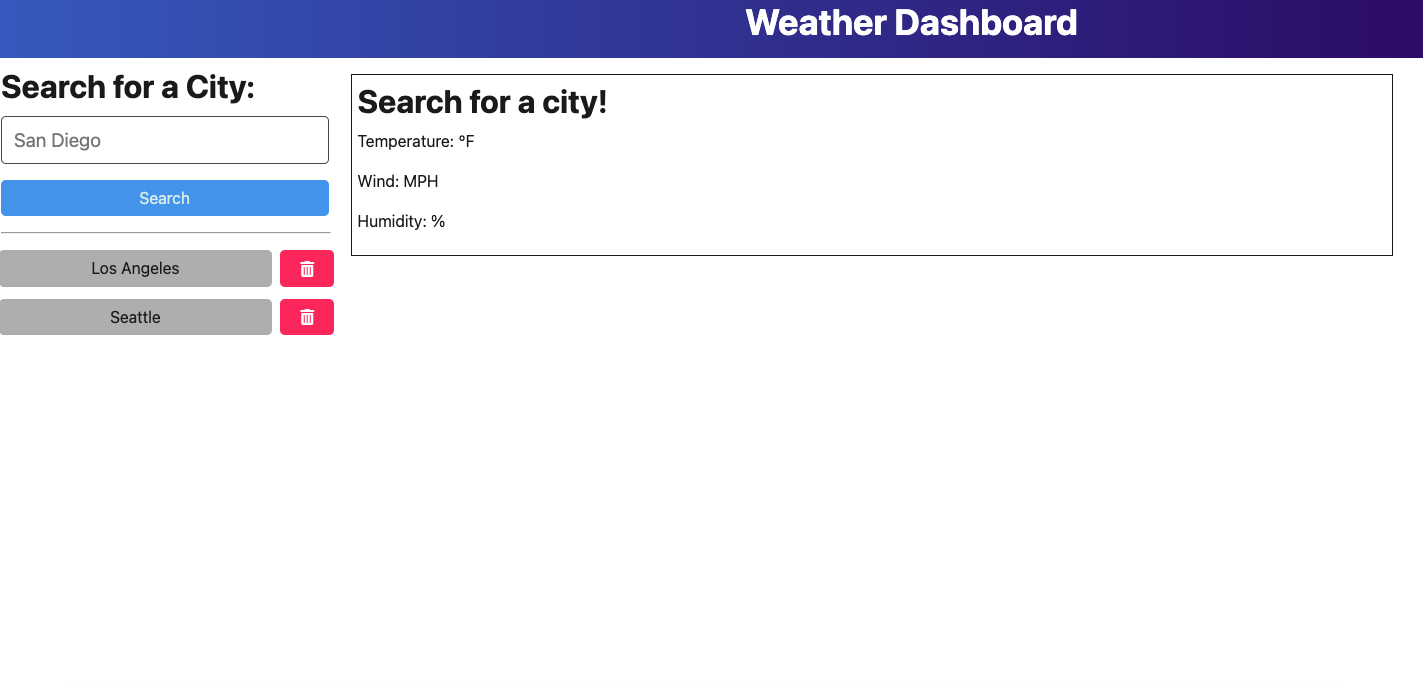 Weather Dashboard
Search for a City:
San Diego
Search
Los Angeles
Seattle
Search for a city!
Temperature: °F
Wind: MPH
Humidity: %